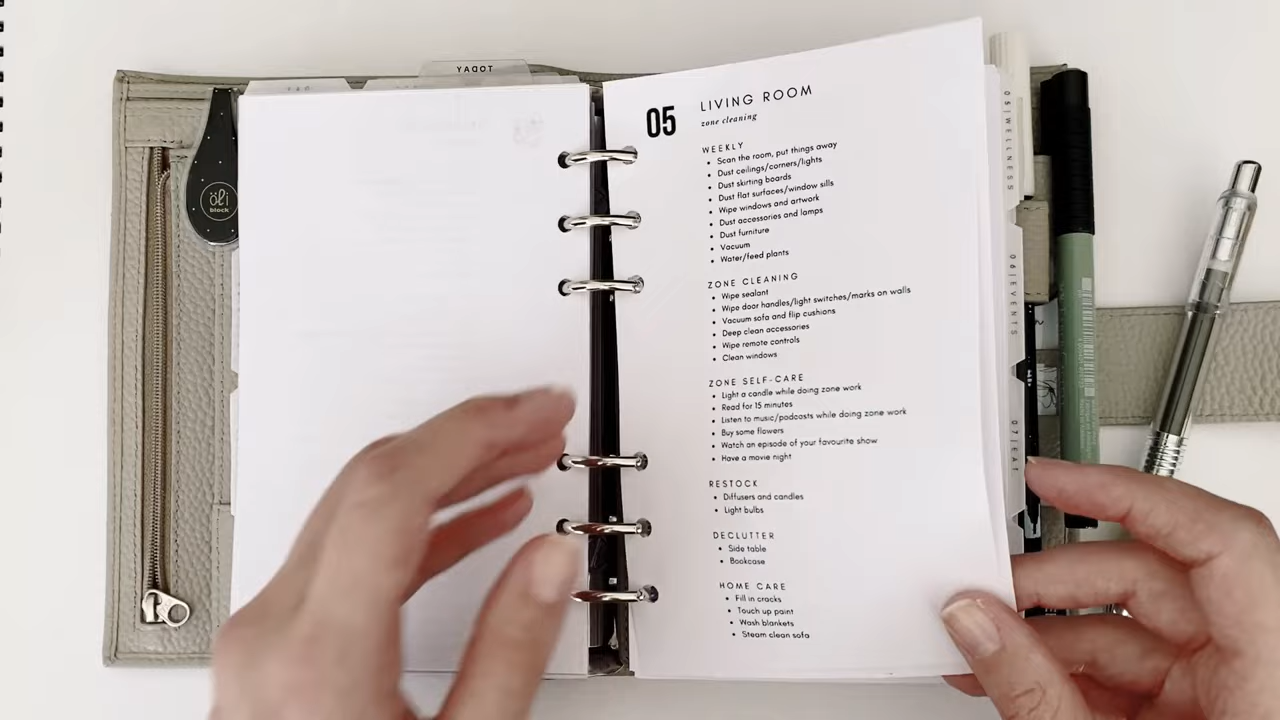 TODAY
öli
block
05
LIVING ROOM
zone cleaning
WEEKLY
• Scan the room, put things away
• Dust ceilings/corners/lights
• Dust skirting boards
• Dust flat surfaces/window sills
• Wipe windows and artwork
• Dust accessories and lamps
• Dust furniture
• Vacuum
• Water/feed plants
ZONE CLEANING
• Wipe sealant
• Wipe door handles/light switches/marks on walls
• Vacuum sofa and flip cushions
• Deep clean accessories
• Wipe remote controls
• Clean windows
ZONE SELF-CARE
• Light a candle while doing zone work
• Read for 15 minutes
• Listen to music/podcasts while doing zone work
• Buy some flowers
• Watch an episode of your favourite show
• Have a movie night
RESTOCK
• Diffusers and candles
• Light bulbs
DECLUTTER
• Side table
• Bookcase
HOME CARE
• Fill in cracks
• Touch up paint
• Wash blankets
• Steam clean sofa
05|WELLNESS
06|EVENTS
07|EAT